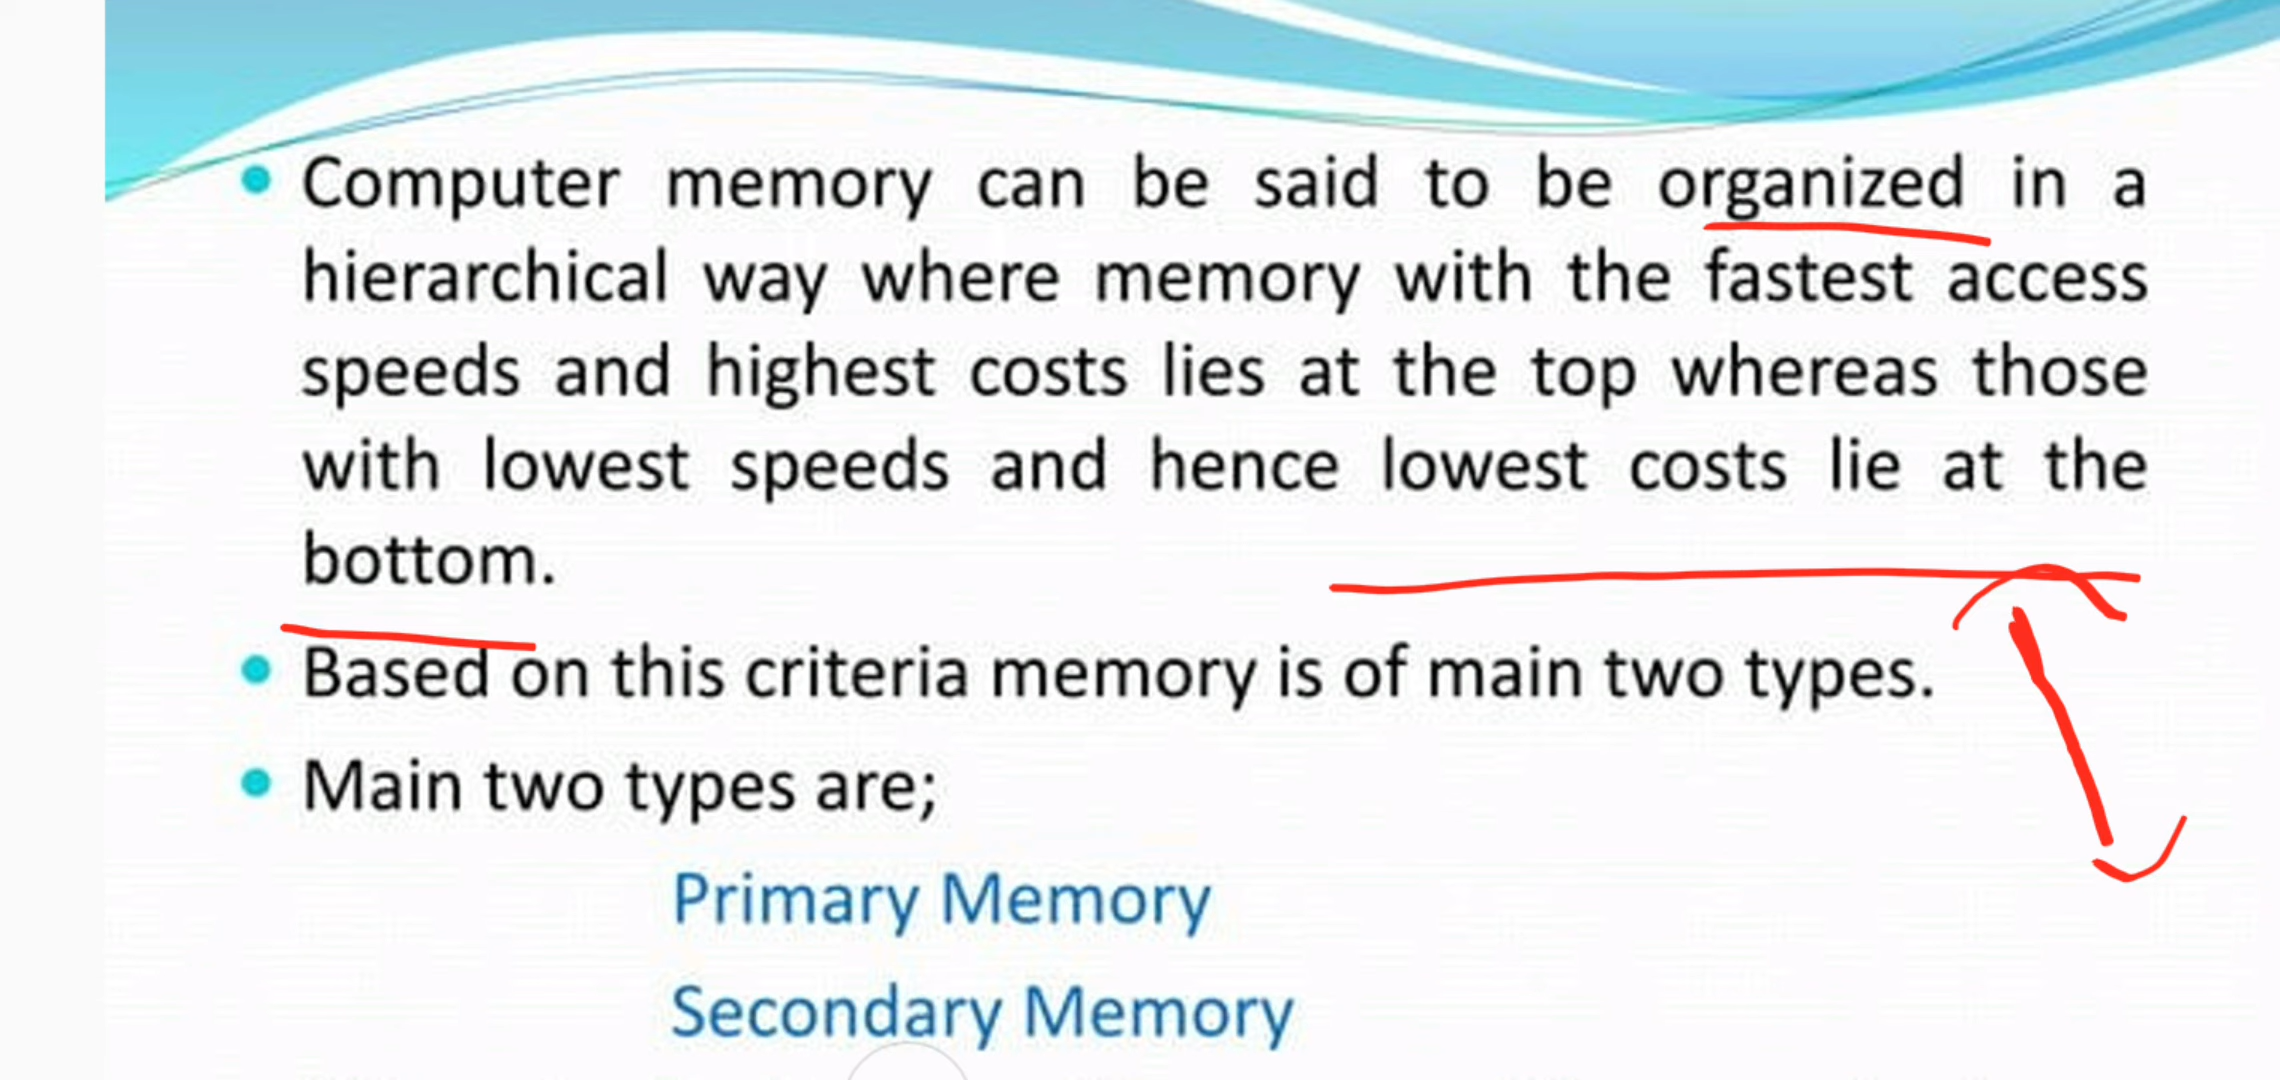 Computer memory can be said to be organized in a
hierarchical way where memory with the fastest access
speeds and highest costs lies at the top whereas those
with lowest speeds and hence lowest costs lie at the
bottom.
Based on this criteria memory is of main two types.
Main two types are;
Primary Memory
Secondary Memory